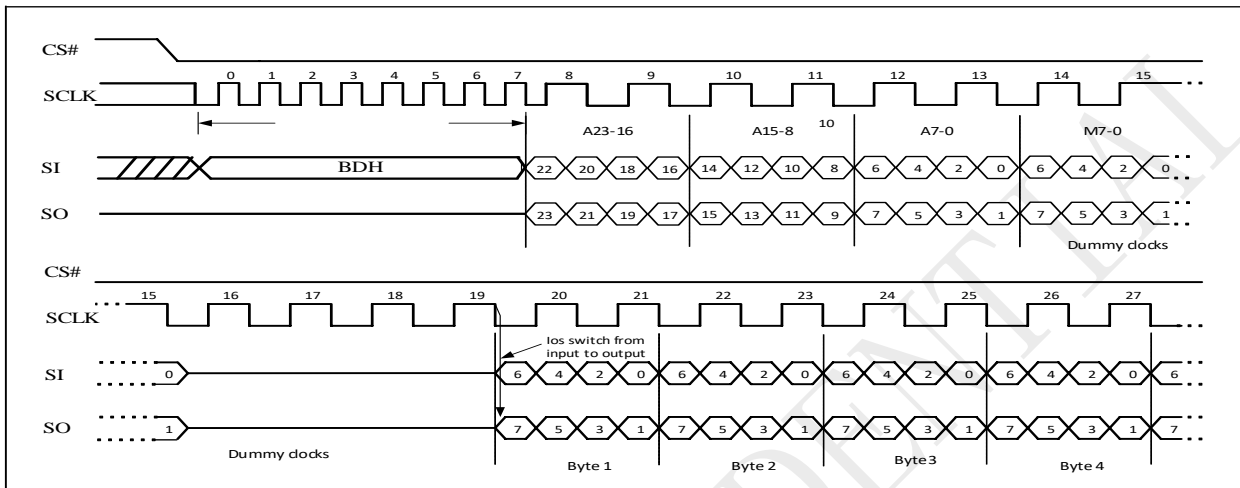 CS#
0 1 2 3 4 5 6 7 8 9 10 11 12 13 14 15
SCLK
A23-16 A15-8 10 A7-0 M7-0
SI BDH 22 20 18 16 14 12 10 8 6 4 2 0 6 4 2 0
SO 23 21 19 17 15 13 11 9 7 5 3 1 7 5 3 1
Dummy clocks
CS#
15 16 17 18 19 20 21 22 23 24 25 26 27
SCLK
Ios switch from
input to output
SI 0 6 4 2 0 6 4 2 0 6 4 2 0 6 4 2 0 6
SO 1 7 5 3 1 7 5 3 1 7 5 3 1 7 5 3 1 7
Dummy clocks Byte 1 Byte 2 Byte 3 Byte 4
DENTIAL